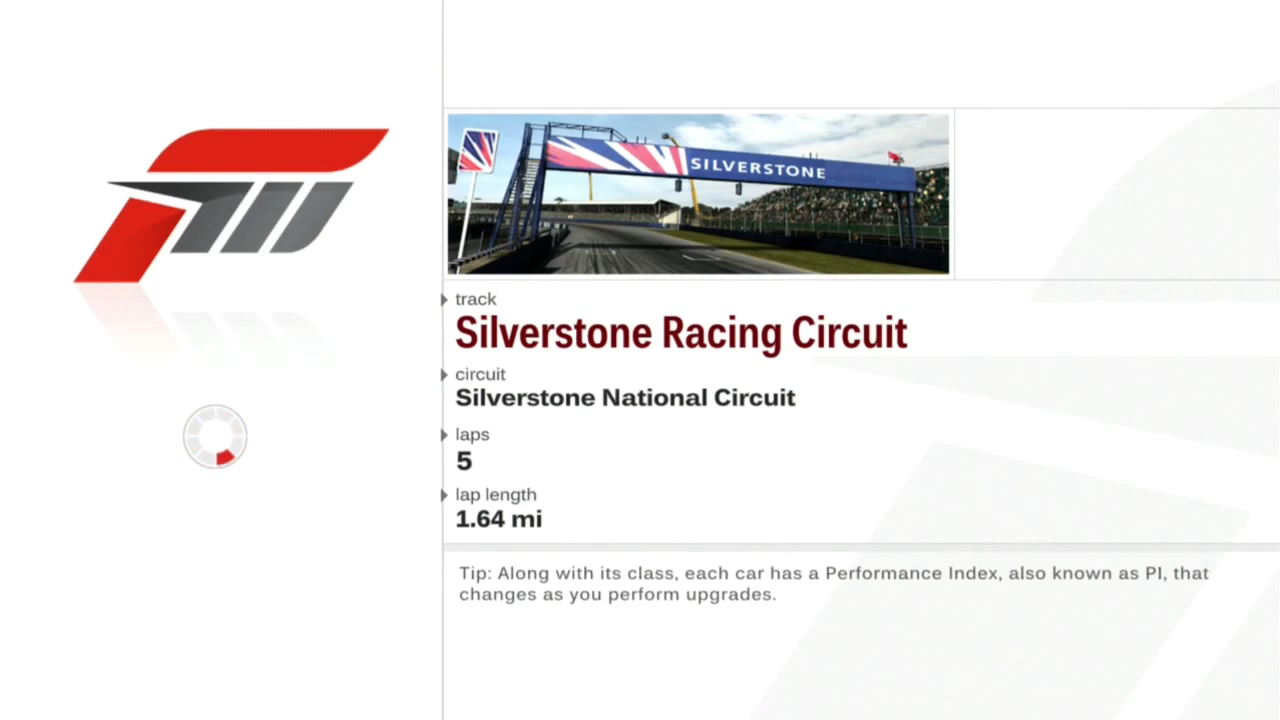 SILVERSTONE
track
Silverstone Racing Circuit
circuit
Silverstone National Circuit
laps
5
lap length
1.64 mi
Tip: Along with its class, each car has a Performance Index, also known as PI, that
changes as you perform upgrades.